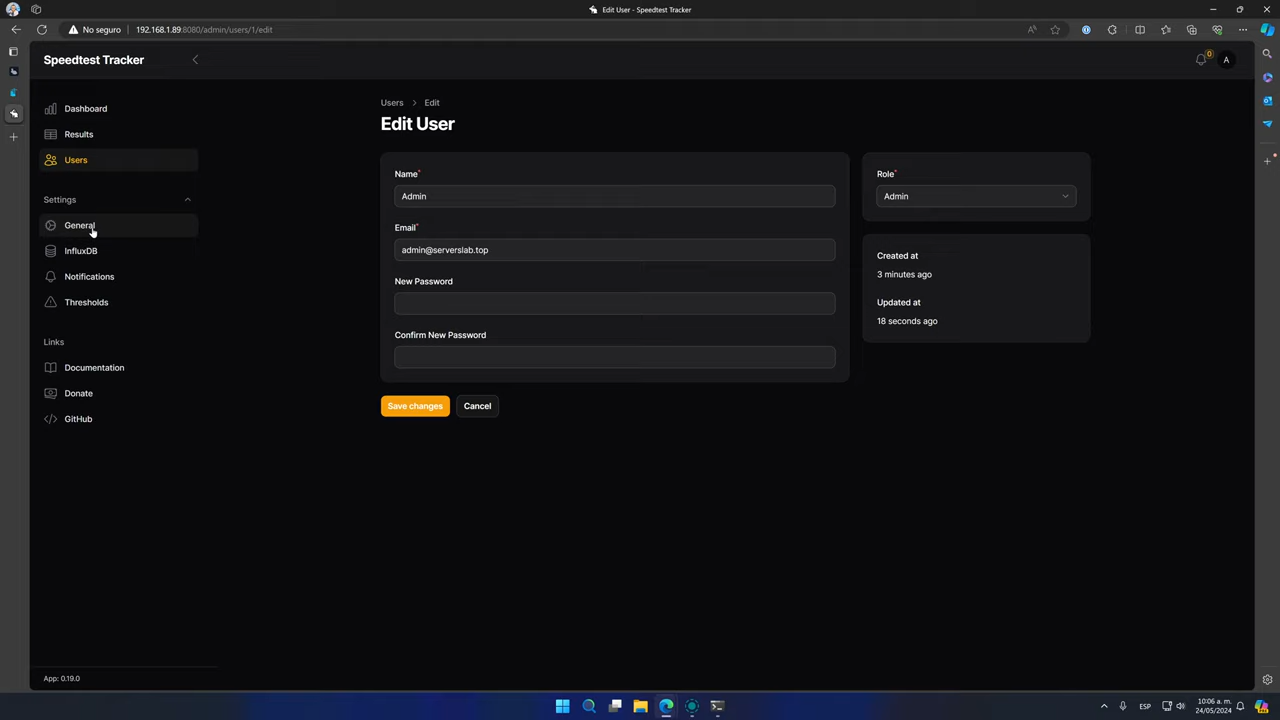 Edit User - Speedtest Tracker
No seguro
192.168.1.89:8080/admin/users/1/edit
Speedtest Tracker
0
A
Dashboard
Results
Users
Settings
General
InfluxDB
Notifications
Thresholds
Links
Documentation
Donate
GitHub
App: 0.19.0
Users > Edit
Edit User
Name*
Admin
Email*
admin@serverslab.top
New Password
Confirm New Password
Save changes
Cancel
Role*
Admin
Created at
3 minutes ago
Updated at
18 seconds ago
ESP
10:06 a. m.
24/05/2024